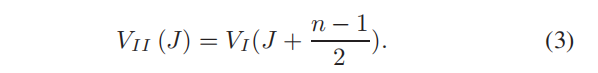 V_{II} (J) = V_I(J + \frac{n − 1}{2}). (3)